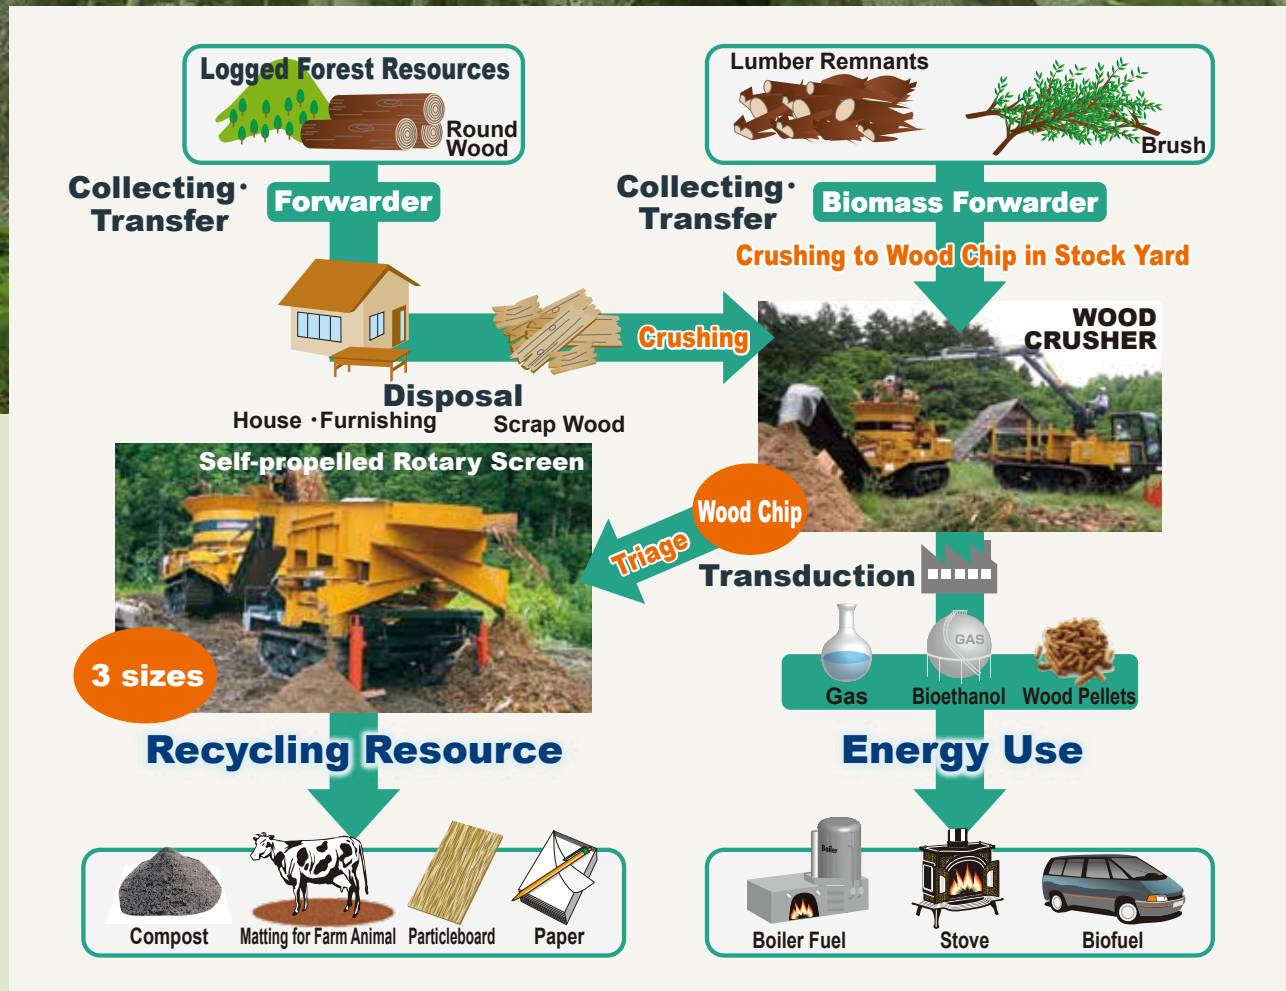 Logged Forest Resources
Round
Wood
Collecting・
Transfer
Forwarder
Lumber Remnants
Brush
Collecting・
Transfer
Biomass Forwarder
Crushing to Wood Chip in Stock Yard
Crushing
WOOD
CRUSHER
Disposal
House ・Furnishing
Scrap Wood
Self-propelled Rotary Screen
Wood Chip
Triage
3 sizes
Transduction
GAS
Gas
Bioethanol
Wood Pellets
Recycling Resource
Energy Use
Compost
Matting for Farm Animal
Particleboard
Paper
Boiler
Boiler Fuel
Stove
Biofuel